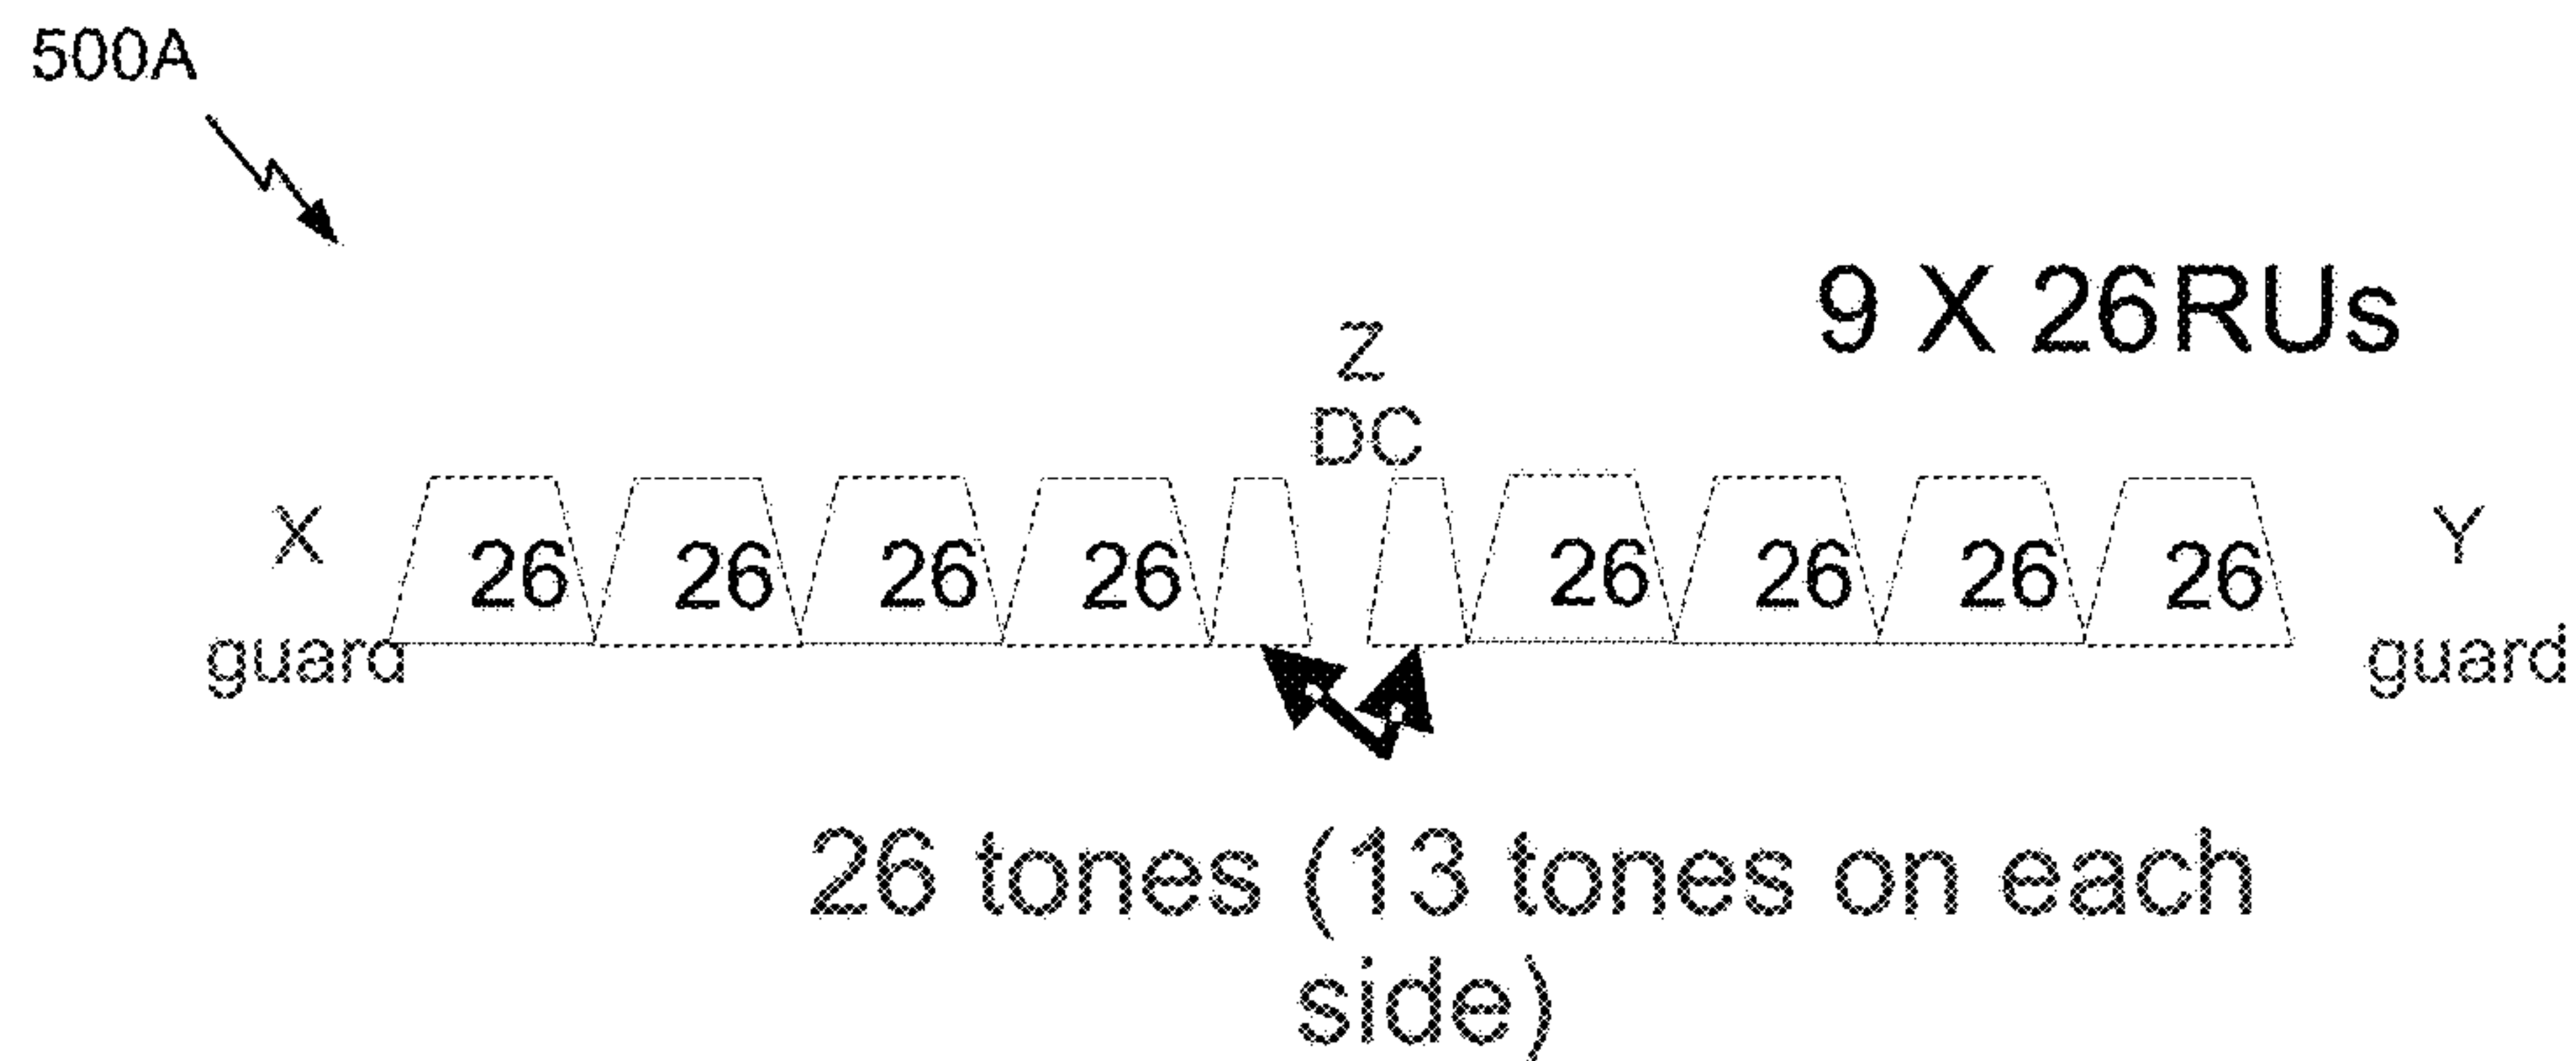 500A
9 X 26RUs
Z
DC
X
guard
26 26 26 26 26 26 26 26
Y
guard
26 tones (13 tones on each
side)